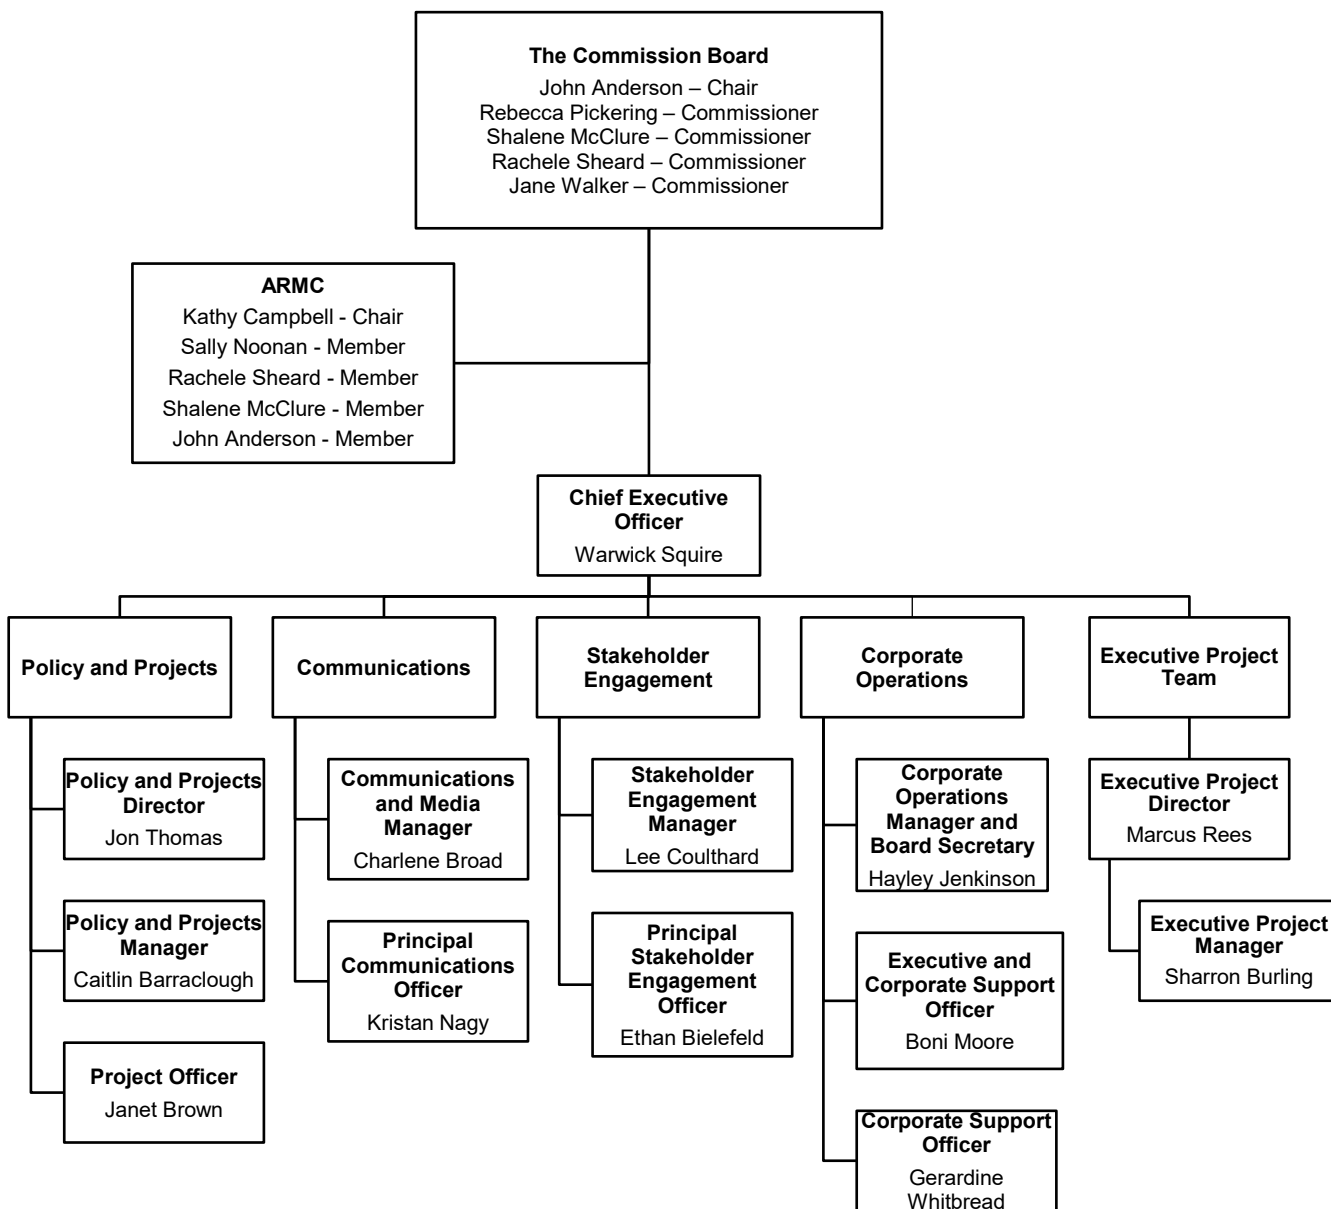 The Commission Board
John Anderson – Chair
Rebecca Pickering – Commissioner
Shalene McClure – Commissioner
Rachele Sheard – Commissioner
Jane Walker – Commissioner
ARMC
Kathy Campbell - Chair
Sally Noonan - Member
Rachele Sheard - Member
Shalene McClure - Member
John Anderson - Member
Chief Executive
Officer
Warwick Squire
Policy and Projects
Policy and Projects
Director
Jon Thomas
Policy and Projects
Manager
Caitlin Barraclough
Project Officer
Janet Brown
Communications
Communications
and Media
Manager
Charlene Broad
Principal
Communications
Officer
Kristan Nagy
Stakeholder
Engagement
Stakeholder
Engagement
Manager
Lee Coulthard
Principal
Stakeholder
Engagement
Officer
Ethan Bielefeld
Corporate
Operations
Corporate
Operations
Manager and
Board Secretary
Hayley Jenkinson
Executive and
Corporate Support
Officer
Boni Moore
Corporate Support
Officer
Gerardine
Whitbread
Executive Project
Team
Executive Project
Director
Marcus Rees
Executive Project
Manager
Sharron Burling